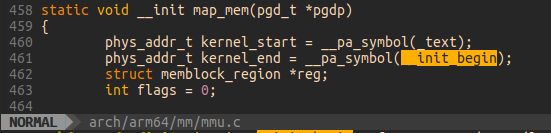 458 static void __init map_mem(pgd_t *pgdp)
459 {
460 phys_addr_t kernel_start = __pa_symbol(_text);
461 phys_addr_t kernel_end = __pa_symbol(__init_begin);
462 struct memblock_region *reg;
463 int flags = 0;
464
NORMAL arch/arm64/mm/mmu.c